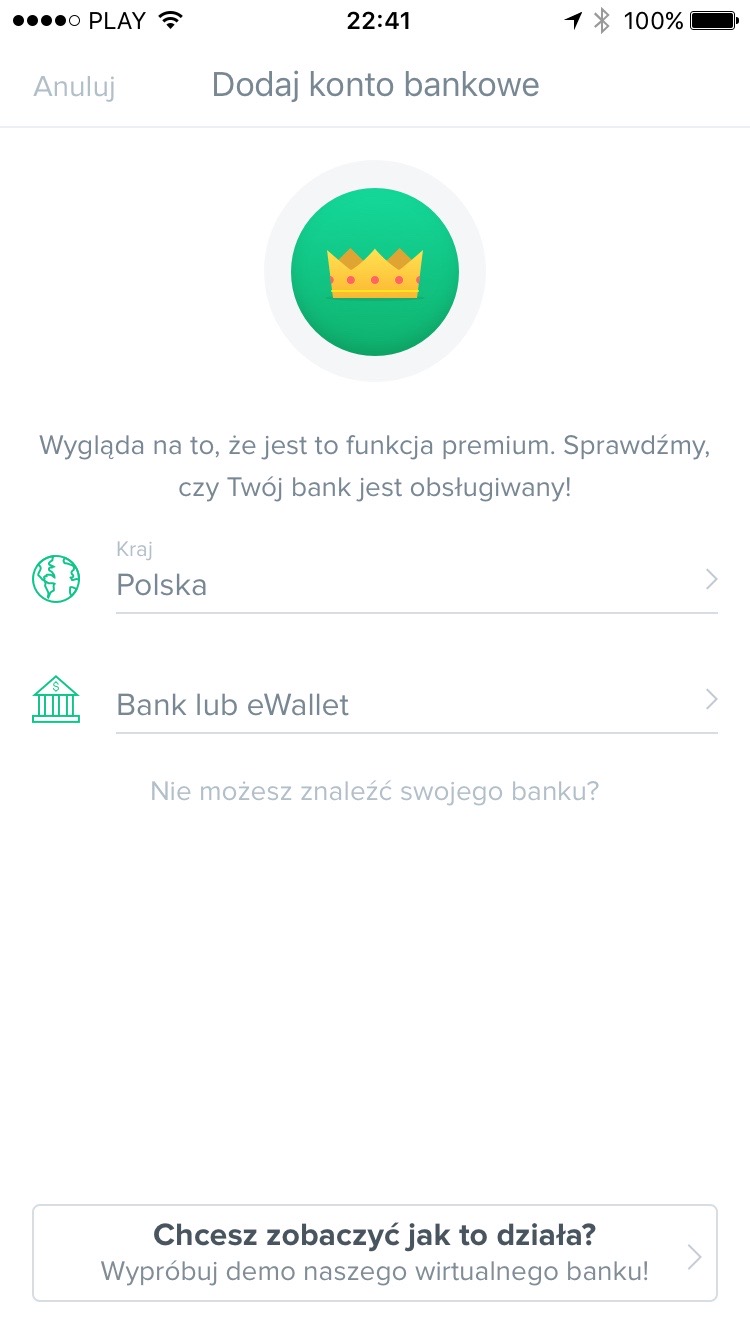 PLAY 22:41 100%
Anuluj Dodaj konto bankowe
Wygląda na to, że jest to funkcja premium. Sprawdźmy,
czy Twój bank jest obsługiwany!
Kraj
Polska
$
Bank lub eWallet
Nie możesz znaleźć swojego banku?
Chcesz zobaczyć jak to działa?
Wypróbuj demo naszego wirtualnego banku!